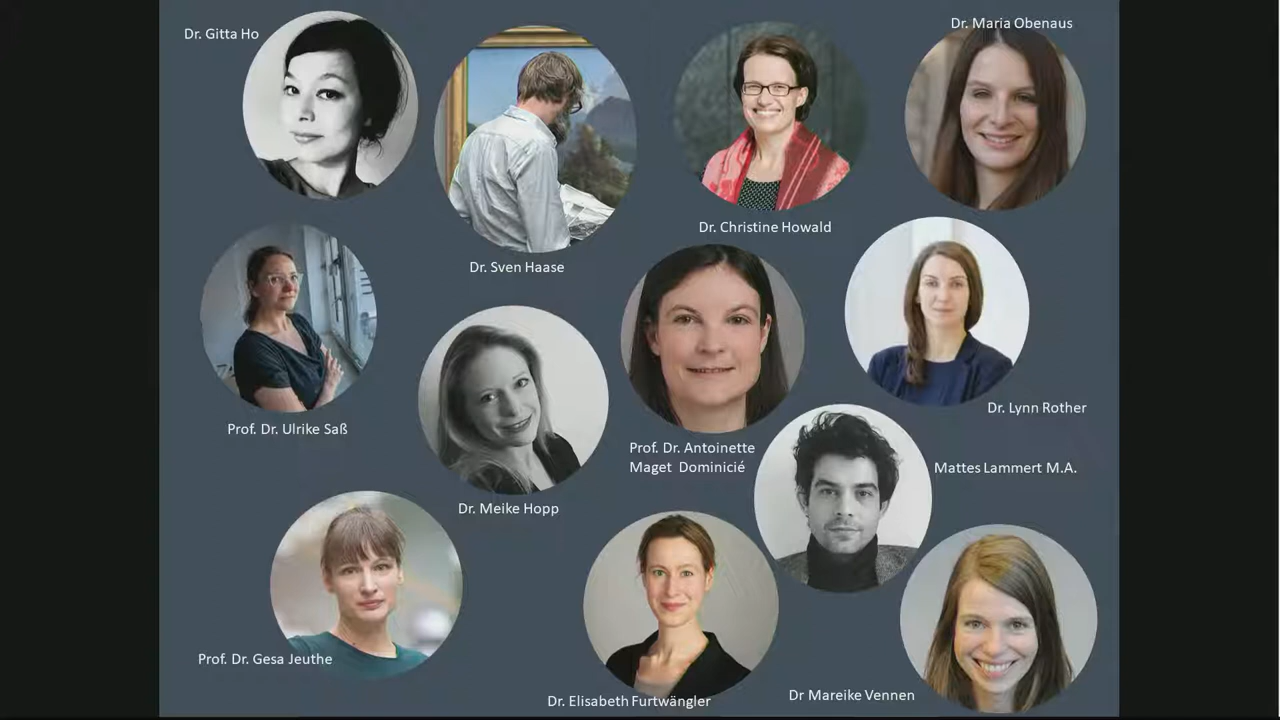 Dr. Gitta Ho
Dr. Maria Obenaus
Dr. Christine Howald
Dr. Sven Haase
Dr. Lynn Rother
Prof. Dr. Ulrike Saß
Prof. Dr. Antoinette
Maget Dominicié
Mattes Lammert M.A.
Dr. Meike Hopp
Prof. Dr. Gesa Jeuthe
Dr Mareike Vennen
Dr. Elisabeth Furtwängler